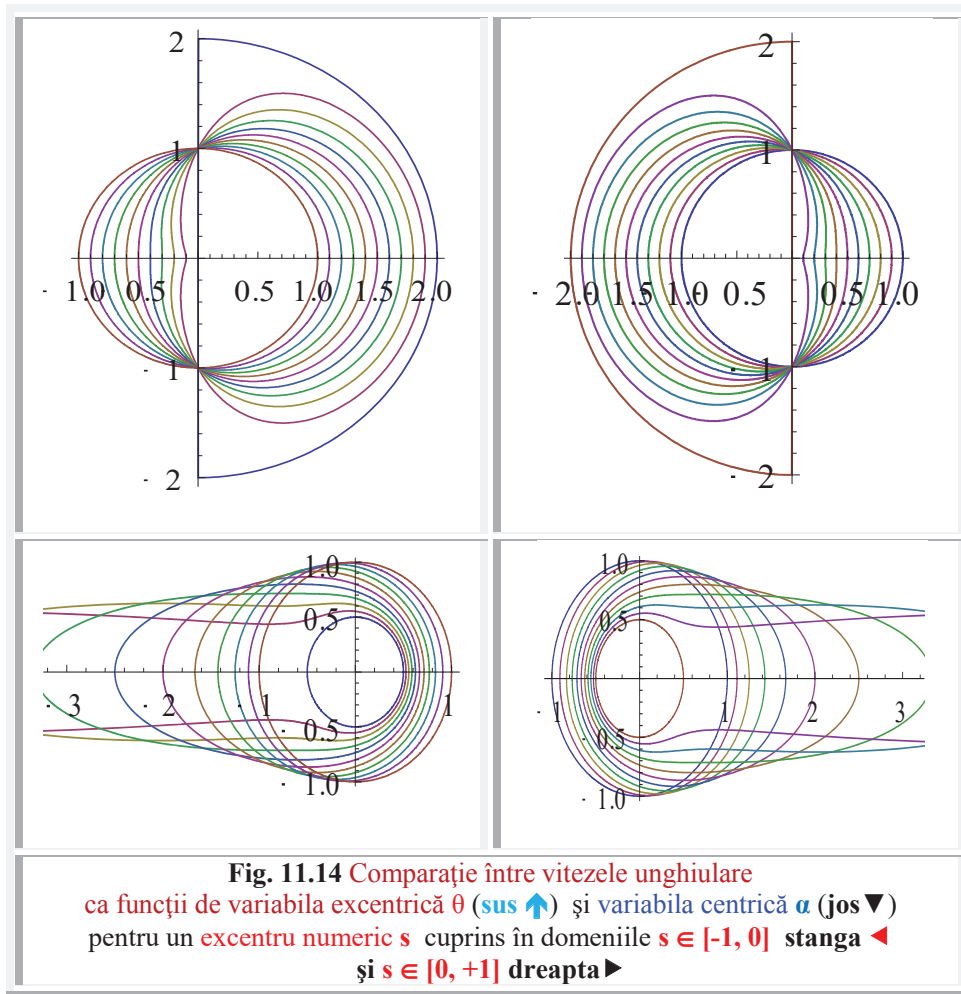 2
1
- 1.0 0.5 0.5 1.0 1.5 2.0
- 1
- 2
2
1
- 2.0 - 1.5 - 1.0 - 0.5 0.5 1.0
- 1
- 2
1.0
0.5
- 3 - 2 - 1 1
- 0.5
- 1.0
1.0
0.5
- 1 1 2 3
- 0.5
- 1.0
Fig. 11.14 Comparaţie între vitezele unghiulare
ca funcţii de variabila excentrică θ (sus ↑) şi variabila centrică α (jos▼)
pentru un excentru numeric s cuprins în domeniile s ∈ [-1, 0] stanga ◄
şi s ∈ [0, +1] dreapta►